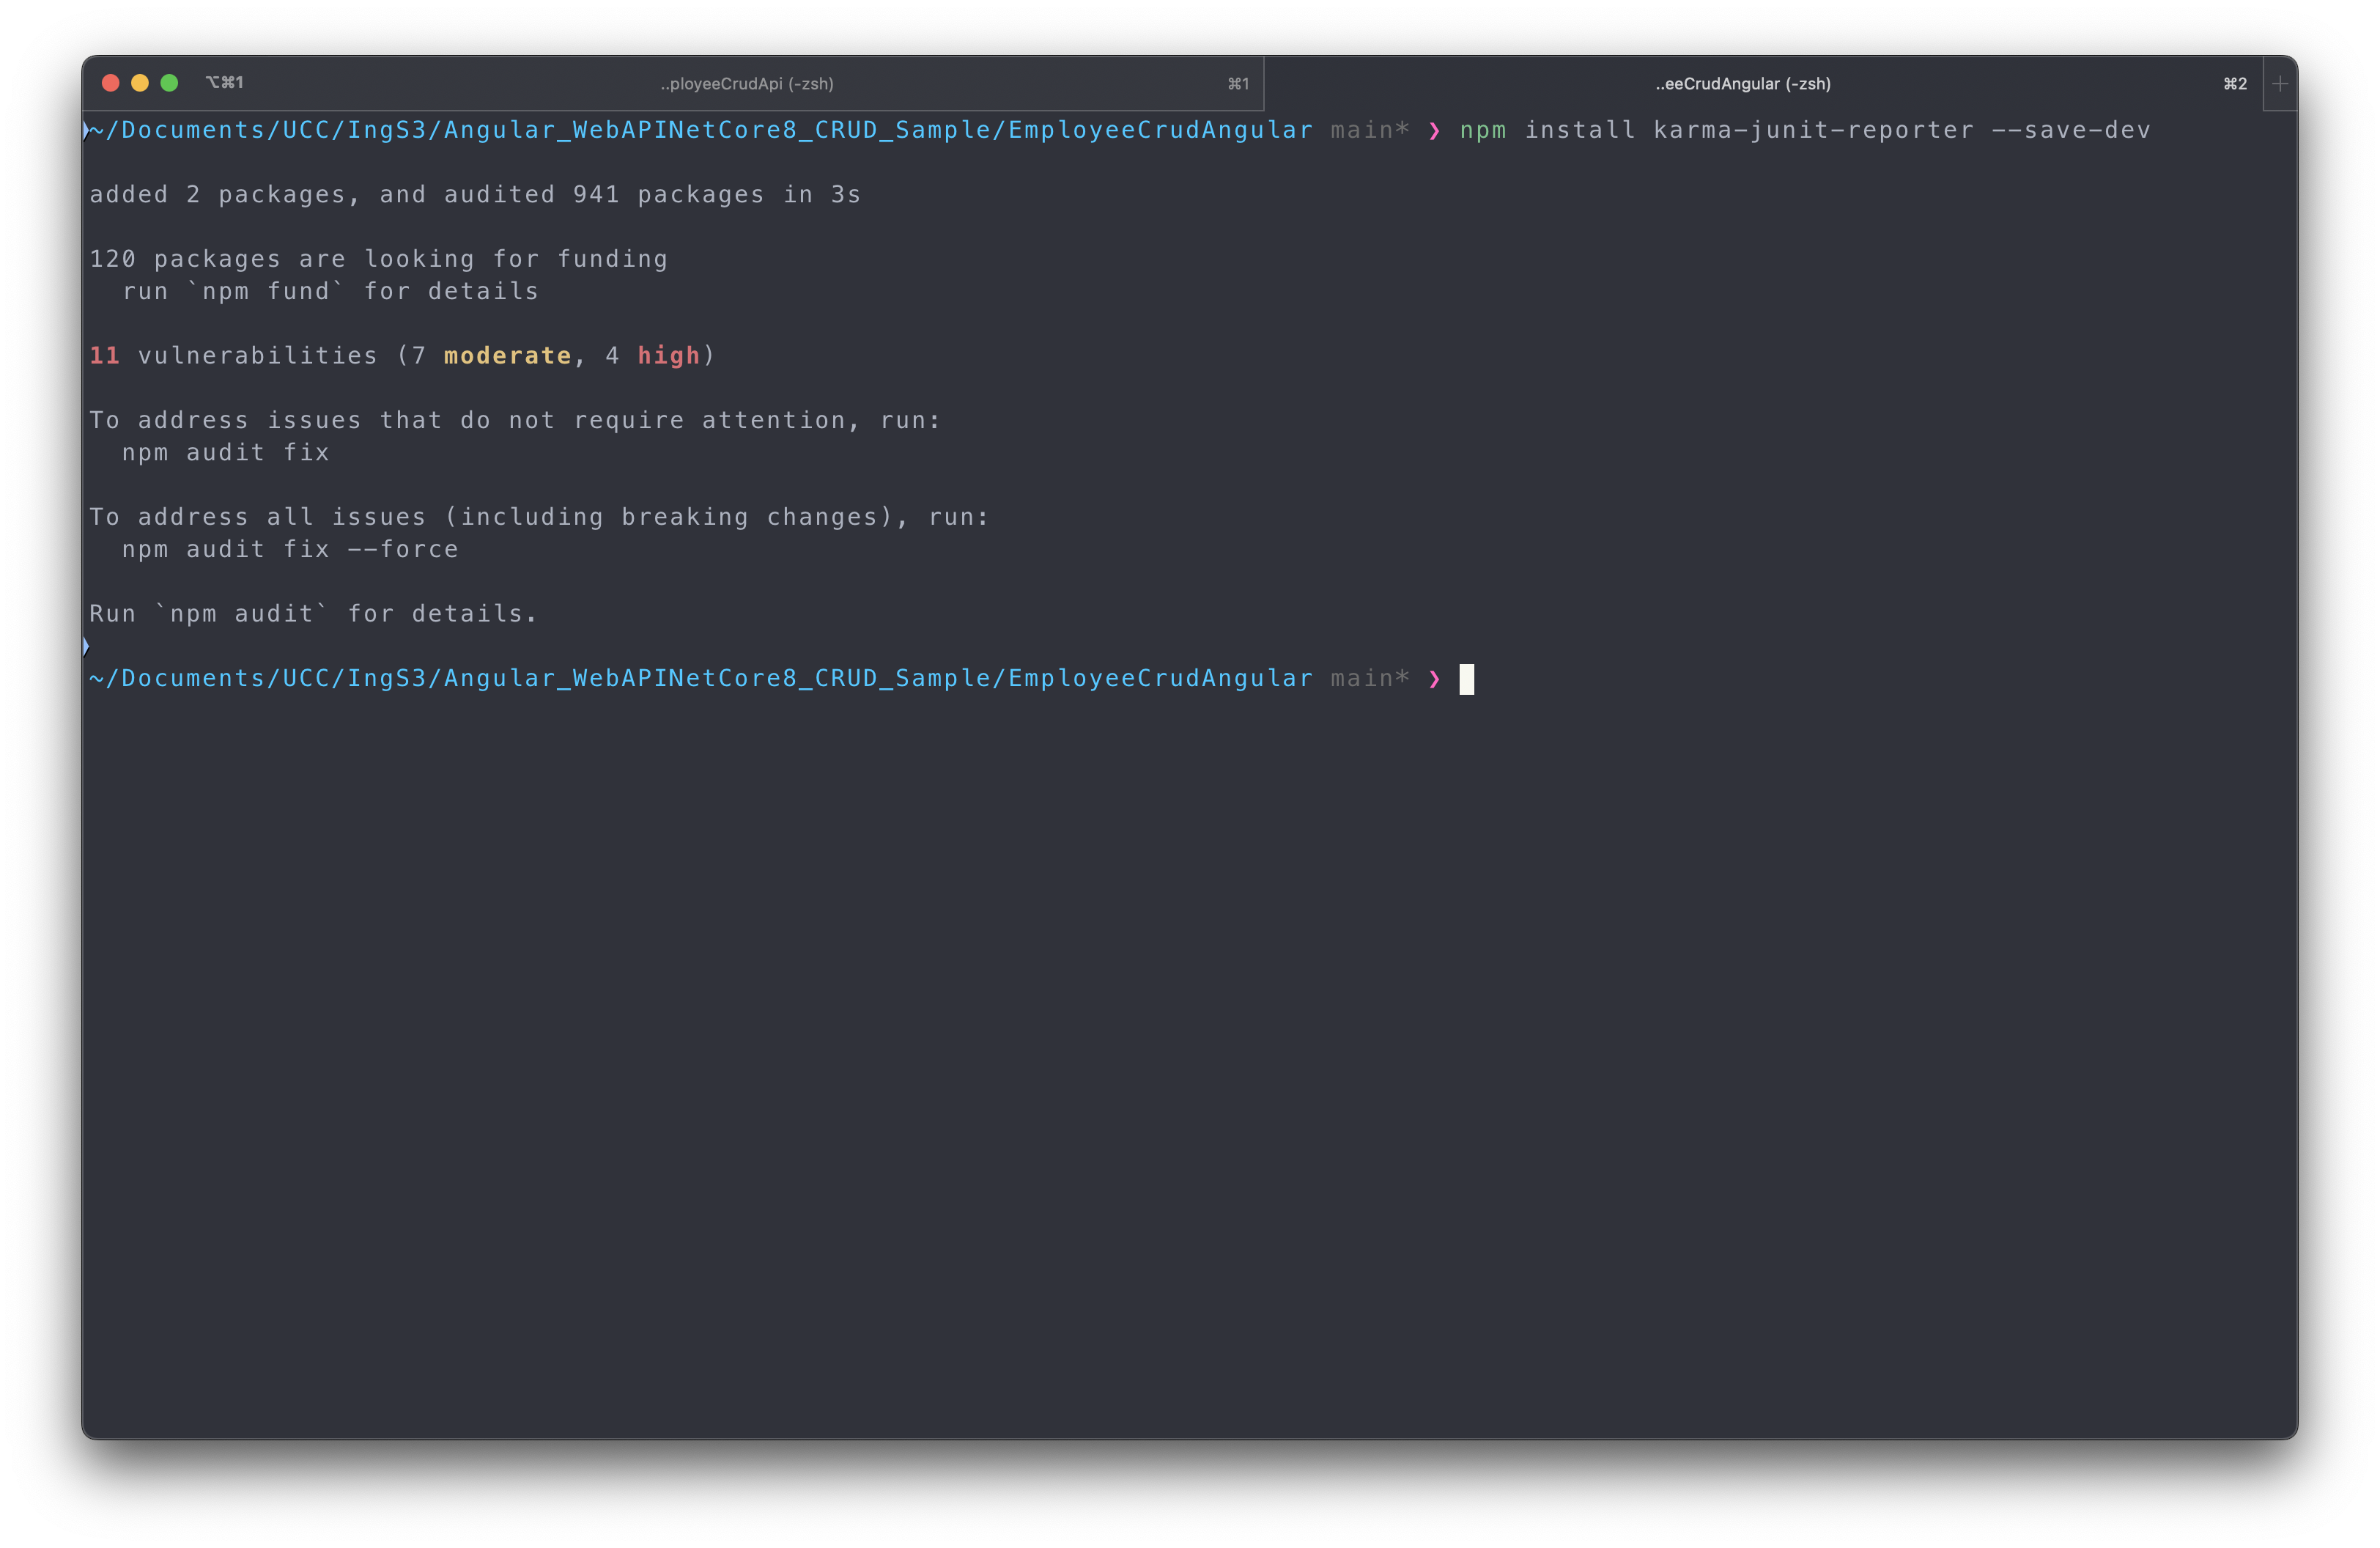 ⌥⌘1 ..ployeeCrudApi (-zsh) ⌘1 ..eeCrudAngular (-zsh) ⌘2 +
~/Documents/UCC/IngS3/Angular_WebAPINetCore8_CRUD_Sample/EmployeeCrudAngular main* ❯ npm install karma-junit-reporter --save-dev
added 2 packages, and audited 941 packages in 3s
120 packages are looking for funding
  run `npm fund` for details
11 vulnerabilities (7 moderate, 4 high)
To address issues that do not require attention, run:
  npm audit fix
To address all issues (including breaking changes), run:
  npm audit fix --force
Run `npm audit` for details.
~/Documents/UCC/IngS3/Angular_WebAPINetCore8_CRUD_Sample/EmployeeCrudAngular main* ❯